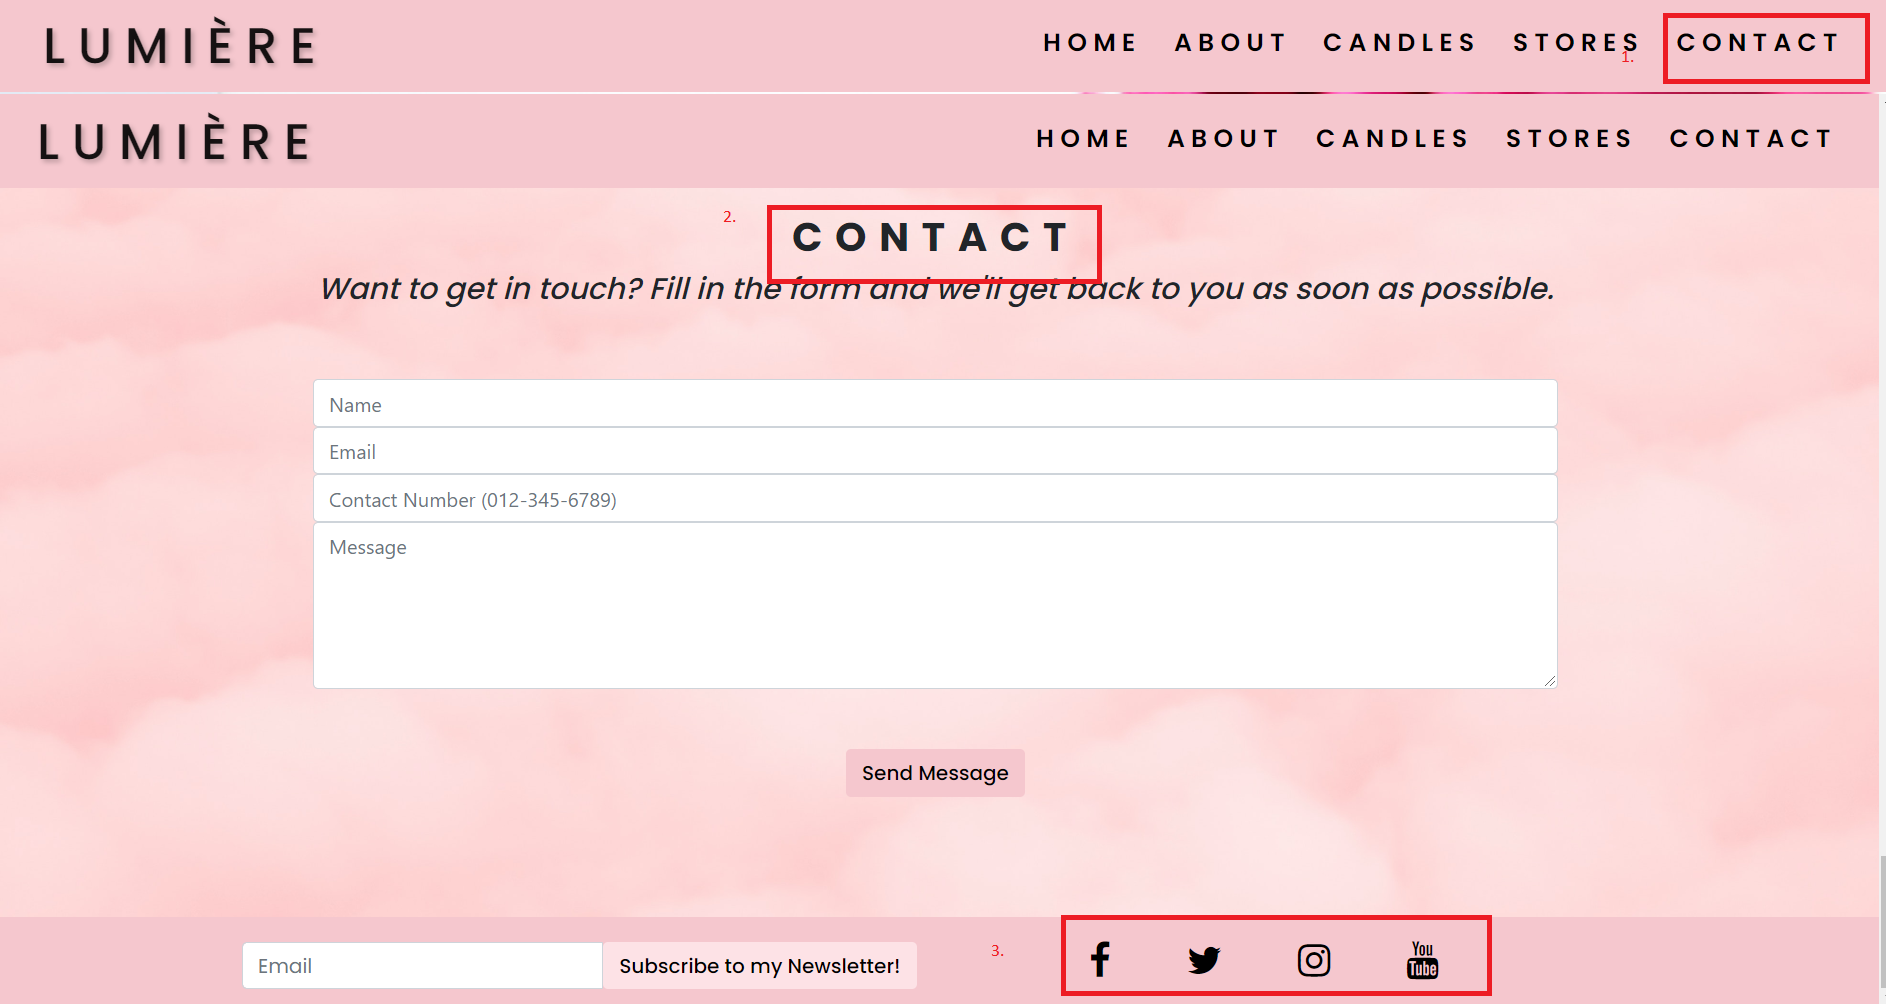 LUMIÈRE HOME ABOUT CANDLES STORES CONTACT
1.
LUMIÈRE HOME ABOUT CANDLES STORES CONTACT
2.
CONTACT
Want to get in touch? Fill in the form and we'll get back to you as soon as possible.
Name
Email
Contact Number (012-345-6789)
Message
Send Message
Email Subscribe to my Newsletter! 3. You Tube